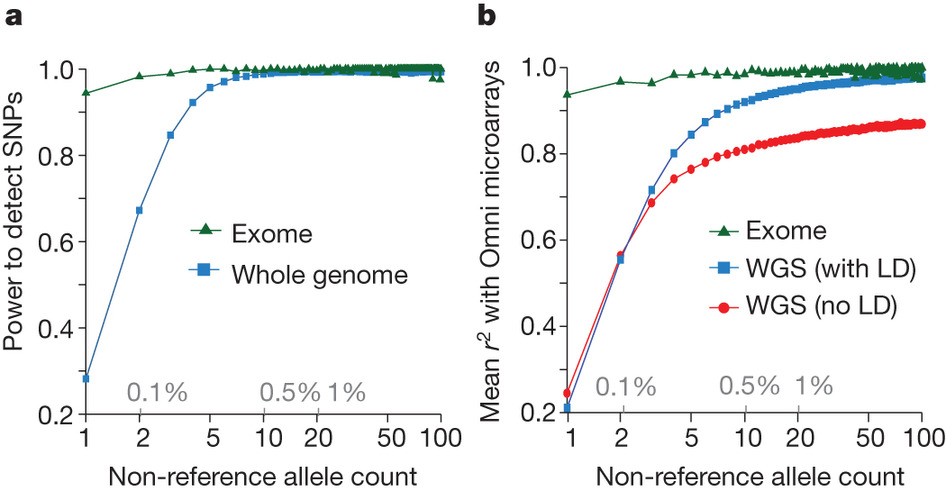 a
Power to detect SNPs
1.0
0.8
0.6
0.4
0.2
Exome
Whole genome
0.1% 0.5% 1%
1 2 5 10 20 50 100
Non-reference allele count
b
Mean r² with Omni microarrays
1.0
0.8
0.6
0.4
0.2
Exome
WGS (with LD)
WGS (no LD)
0.1% 0.5% 1%
1 2 5 10 20 50 100
Non-reference allele count